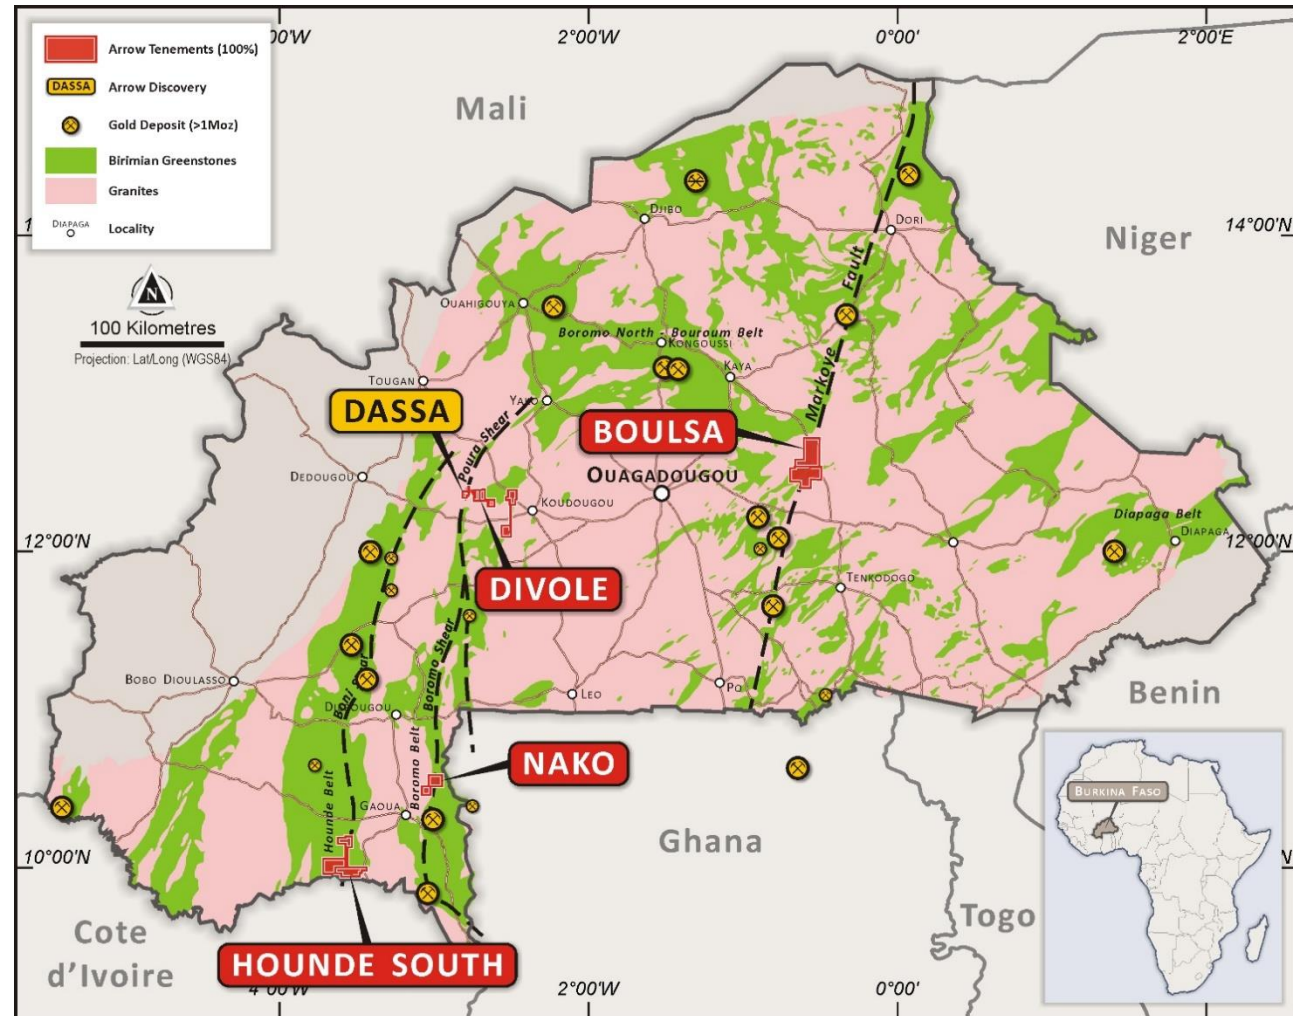 Arrow Tenements (100%)
DASSA
Arrow Discovery
Gold Deposit (>1Moz)
Birimian Greenstones
Granites
DIAPAGA
Locality
N
100 Kilometres
Projection: Lat/Long (WGS84)
2°00'W
0°00'
2°00'E
14°00'N
12°00'N
12°00'N
10°00'N
4°00'W
2°00'W
0°00'
Mali
Niger
Benin
Togo
Ghana
Cote
d'Ivoire
DJIBO
DORI
OUAHIGOUYA
Boromo North - Bouroum Belt
KONGOUSSI
KAYA
Markoye Fault
TOUGAN
YAKO
DASSA
Poura Shear
BOULSA
OUAGADOUGOU
DEDOUGOU
KOUDOUGOU
Diapaga Belt
DIAPAGA
DIVOLE
TENKODOGO
Boromo Shear
BOBO DIOULASSO
LEO
PO
NAKO
Boromo Belt
Hounde Belt
GAOUA
HOUNDE SOUTH
BURKINA FASO